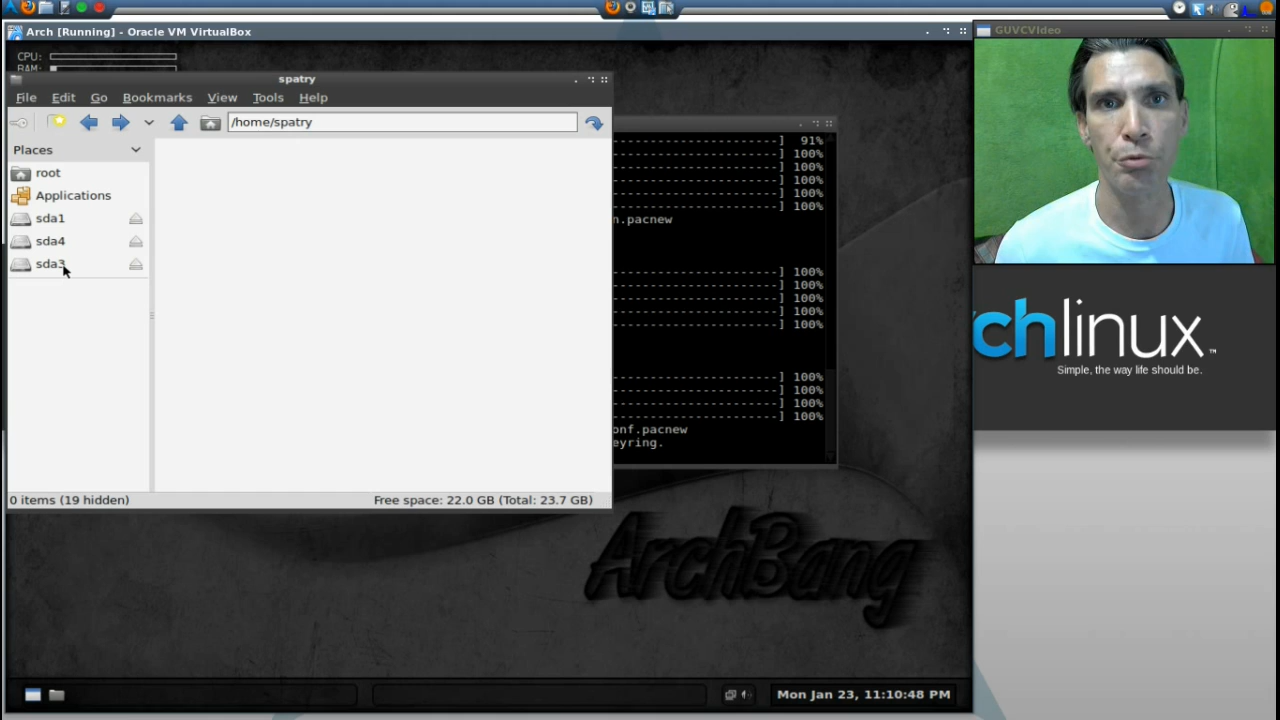 Arch [Running] - Oracle VM VirtualBox
GUVCVideo
CPU:
RAM:
spatry
File Edit Go Bookmarks View Tools Help
/home/spatry
Places
root
Applications
sda1
sda4
sda3
0 items (19 hidden)
Free space: 22.0 GB (Total: 23.7 GB)
-----------------------] 91%
-----------------------] 100%
-----------------------] 100%
-----------------------] 100%
-----------------------] 100%
-----------------------] 100%
n.pacnew
-----------------------] 100%
-----------------------] 100%
-----------------------] 100%
-----------------------] 100%
-----------------------] 100%
-----------------------] 100%
-----------------------] 100%
-----------------------] 100%
-----------------------] 100%
onf.pacnew
eyring.
chlinux™
Simple, the way life should be.
ArchBang
Mon Jan 23, 11:10:48 PM